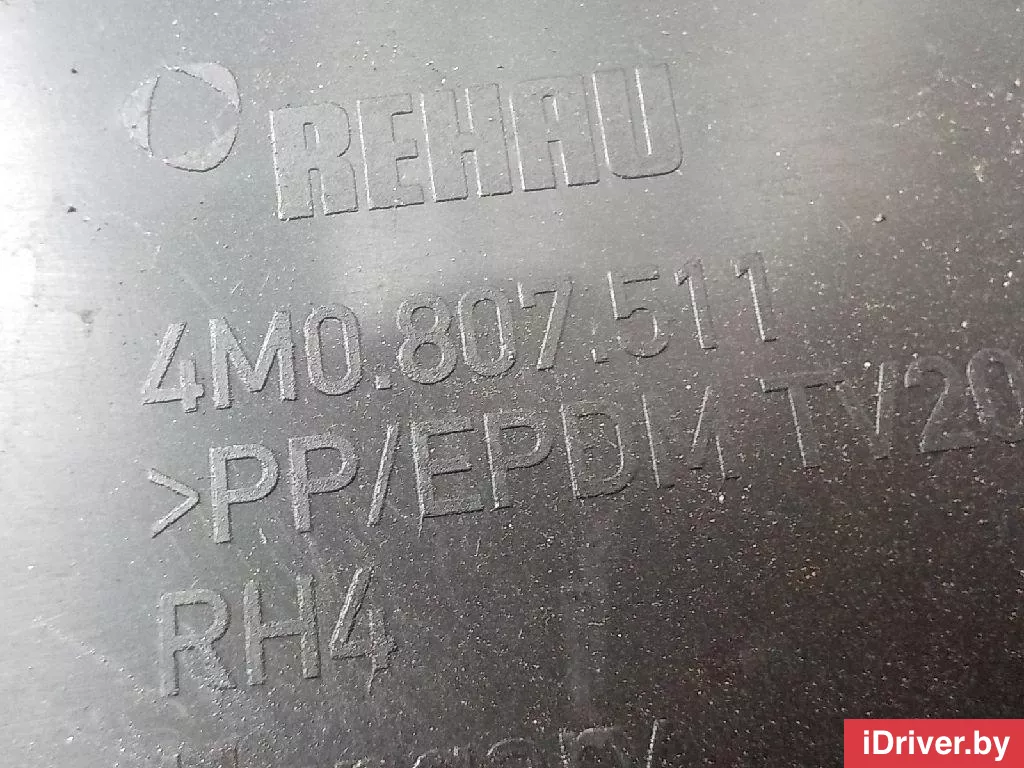 REHAU
4M0.807.511
>PP/EPDM TV20
RH4
iDriver.by